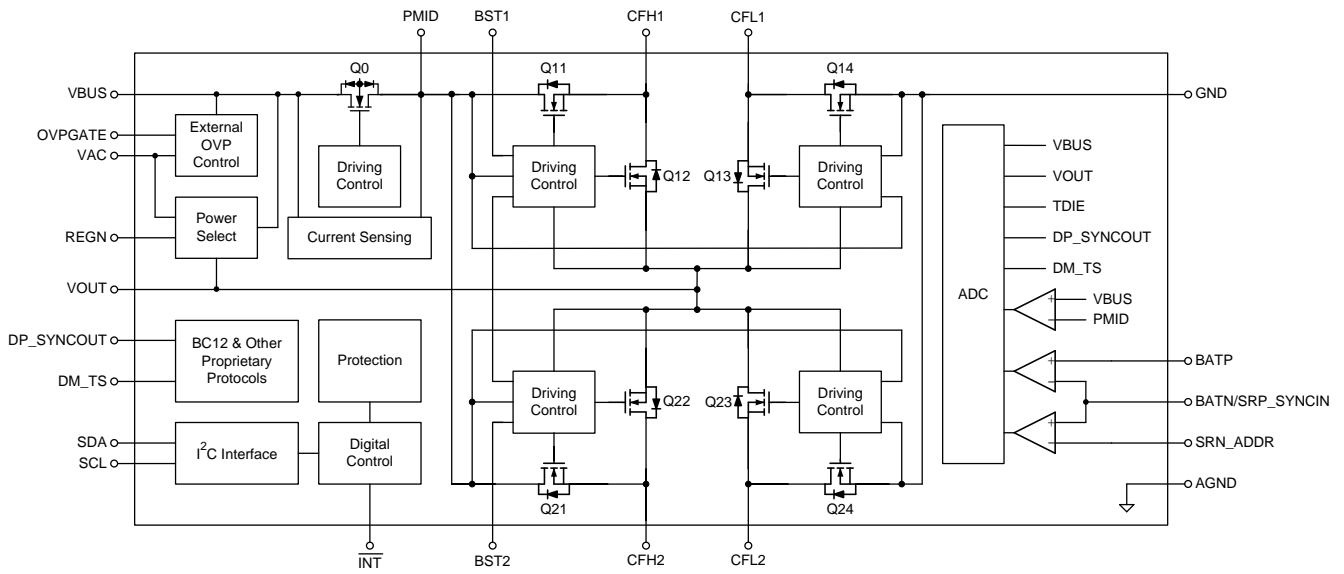 PMID
BST1
CFH1
CFL1
Q0
Q11
Q14
VBUS
GND
OVPGATE
External
OVP
Control
VAC
Driving
Control
Driving
Control
Q12
Q13
Driving
Control
VBUS
VOUT
TDIE
DP_SYNCOUT
DM_TS
ADC
VBUS
PMID
REGN
Power
Select
Current Sensing
VOUT
DP_SYNCOUT
DM_TS
BC12 & Other
Proprietary
Protocols
Protection
Driving
Control
Q22
Q23
Driving
Control
BATP
BATN/SRP_SYNCIN
SRN_ADDR
SDA
SCL
I2C Interface
Digital
Control
AGND
Q21
Q24
INT
BST2
CFH2
CFL2